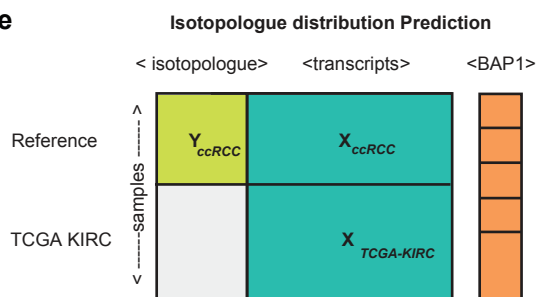 e
Isotopologue distribution Prediction
< isotopologue> <transcripts> <BAP1>
Reference
Y ccRCC
X ccRCC
< -------samples ------- >
TCGA KIRC
X TCGA-KIRC